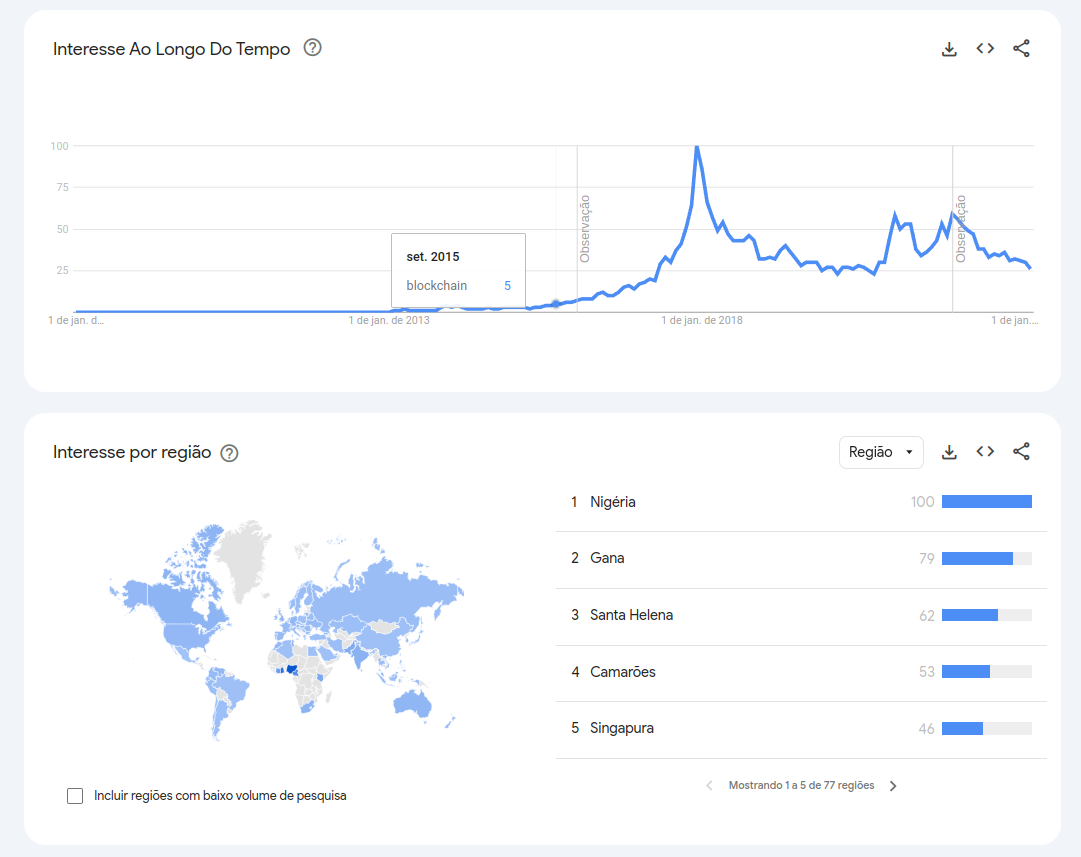 Interesse Ao Longo Do Tempo
100
75
50
25
Observação
Observação
set. 2015
blockchain 5
1 de jan. d...
1 de jan. de 2013
1 de jan. de 2018
1 de jan....
Interesse por região
Região
1 Nigéria 100
2 Gana 79
3 Santa Helena 62
4 Camarões 53
5 Singapura 46
Incluir regiões com baixo volume de pesquisa
Mostrando 1 a 5 de 77 regiões